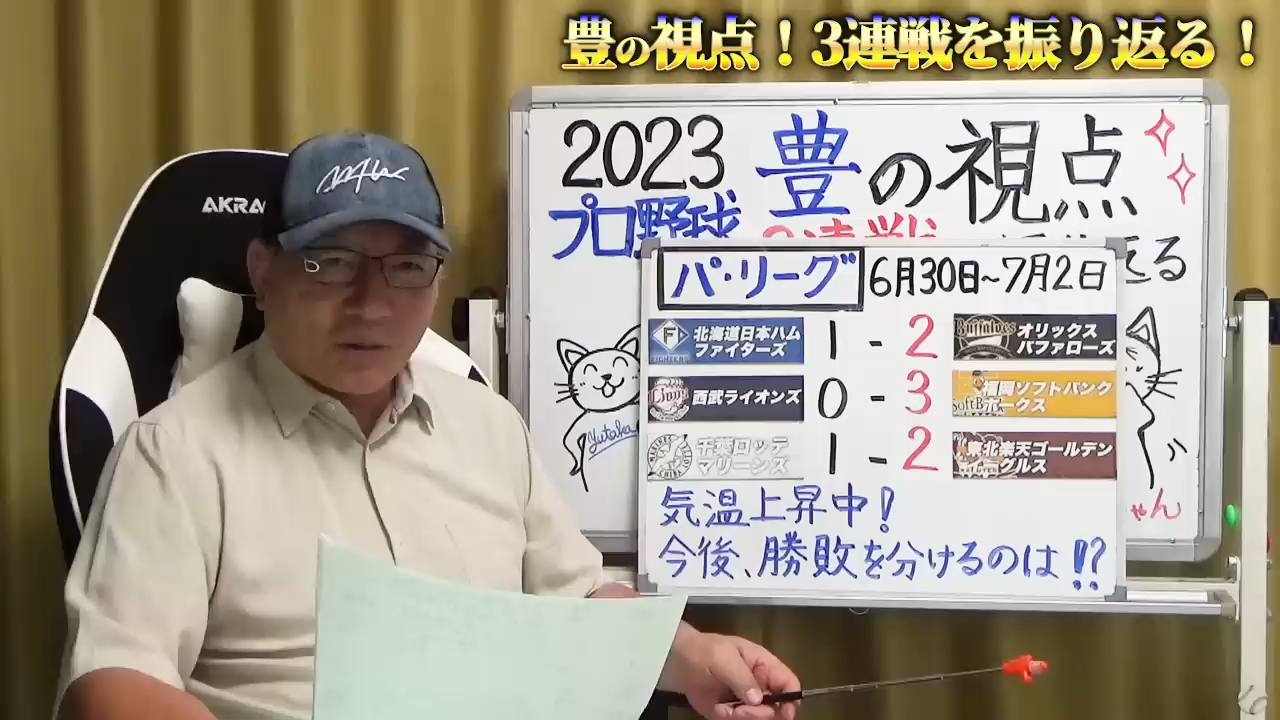 豊の視点！3連戦を振り返る！
2023 豊の視点
プロ野球
返る
AKRA
パ・リーグ 6月30日～7月2日
北海道日本ハム
ファイターズ 1 - 2 オリックス
バファローズ
西武ライオンズ 0 - 3 福岡ソフトバンク
ホークス
千葉ロッテ
マリーンズ 1 - 2 東北楽天ゴールデン
グルス
yutaka
ゃん
気温上昇中！
今後、勝敗を分けるのは!?